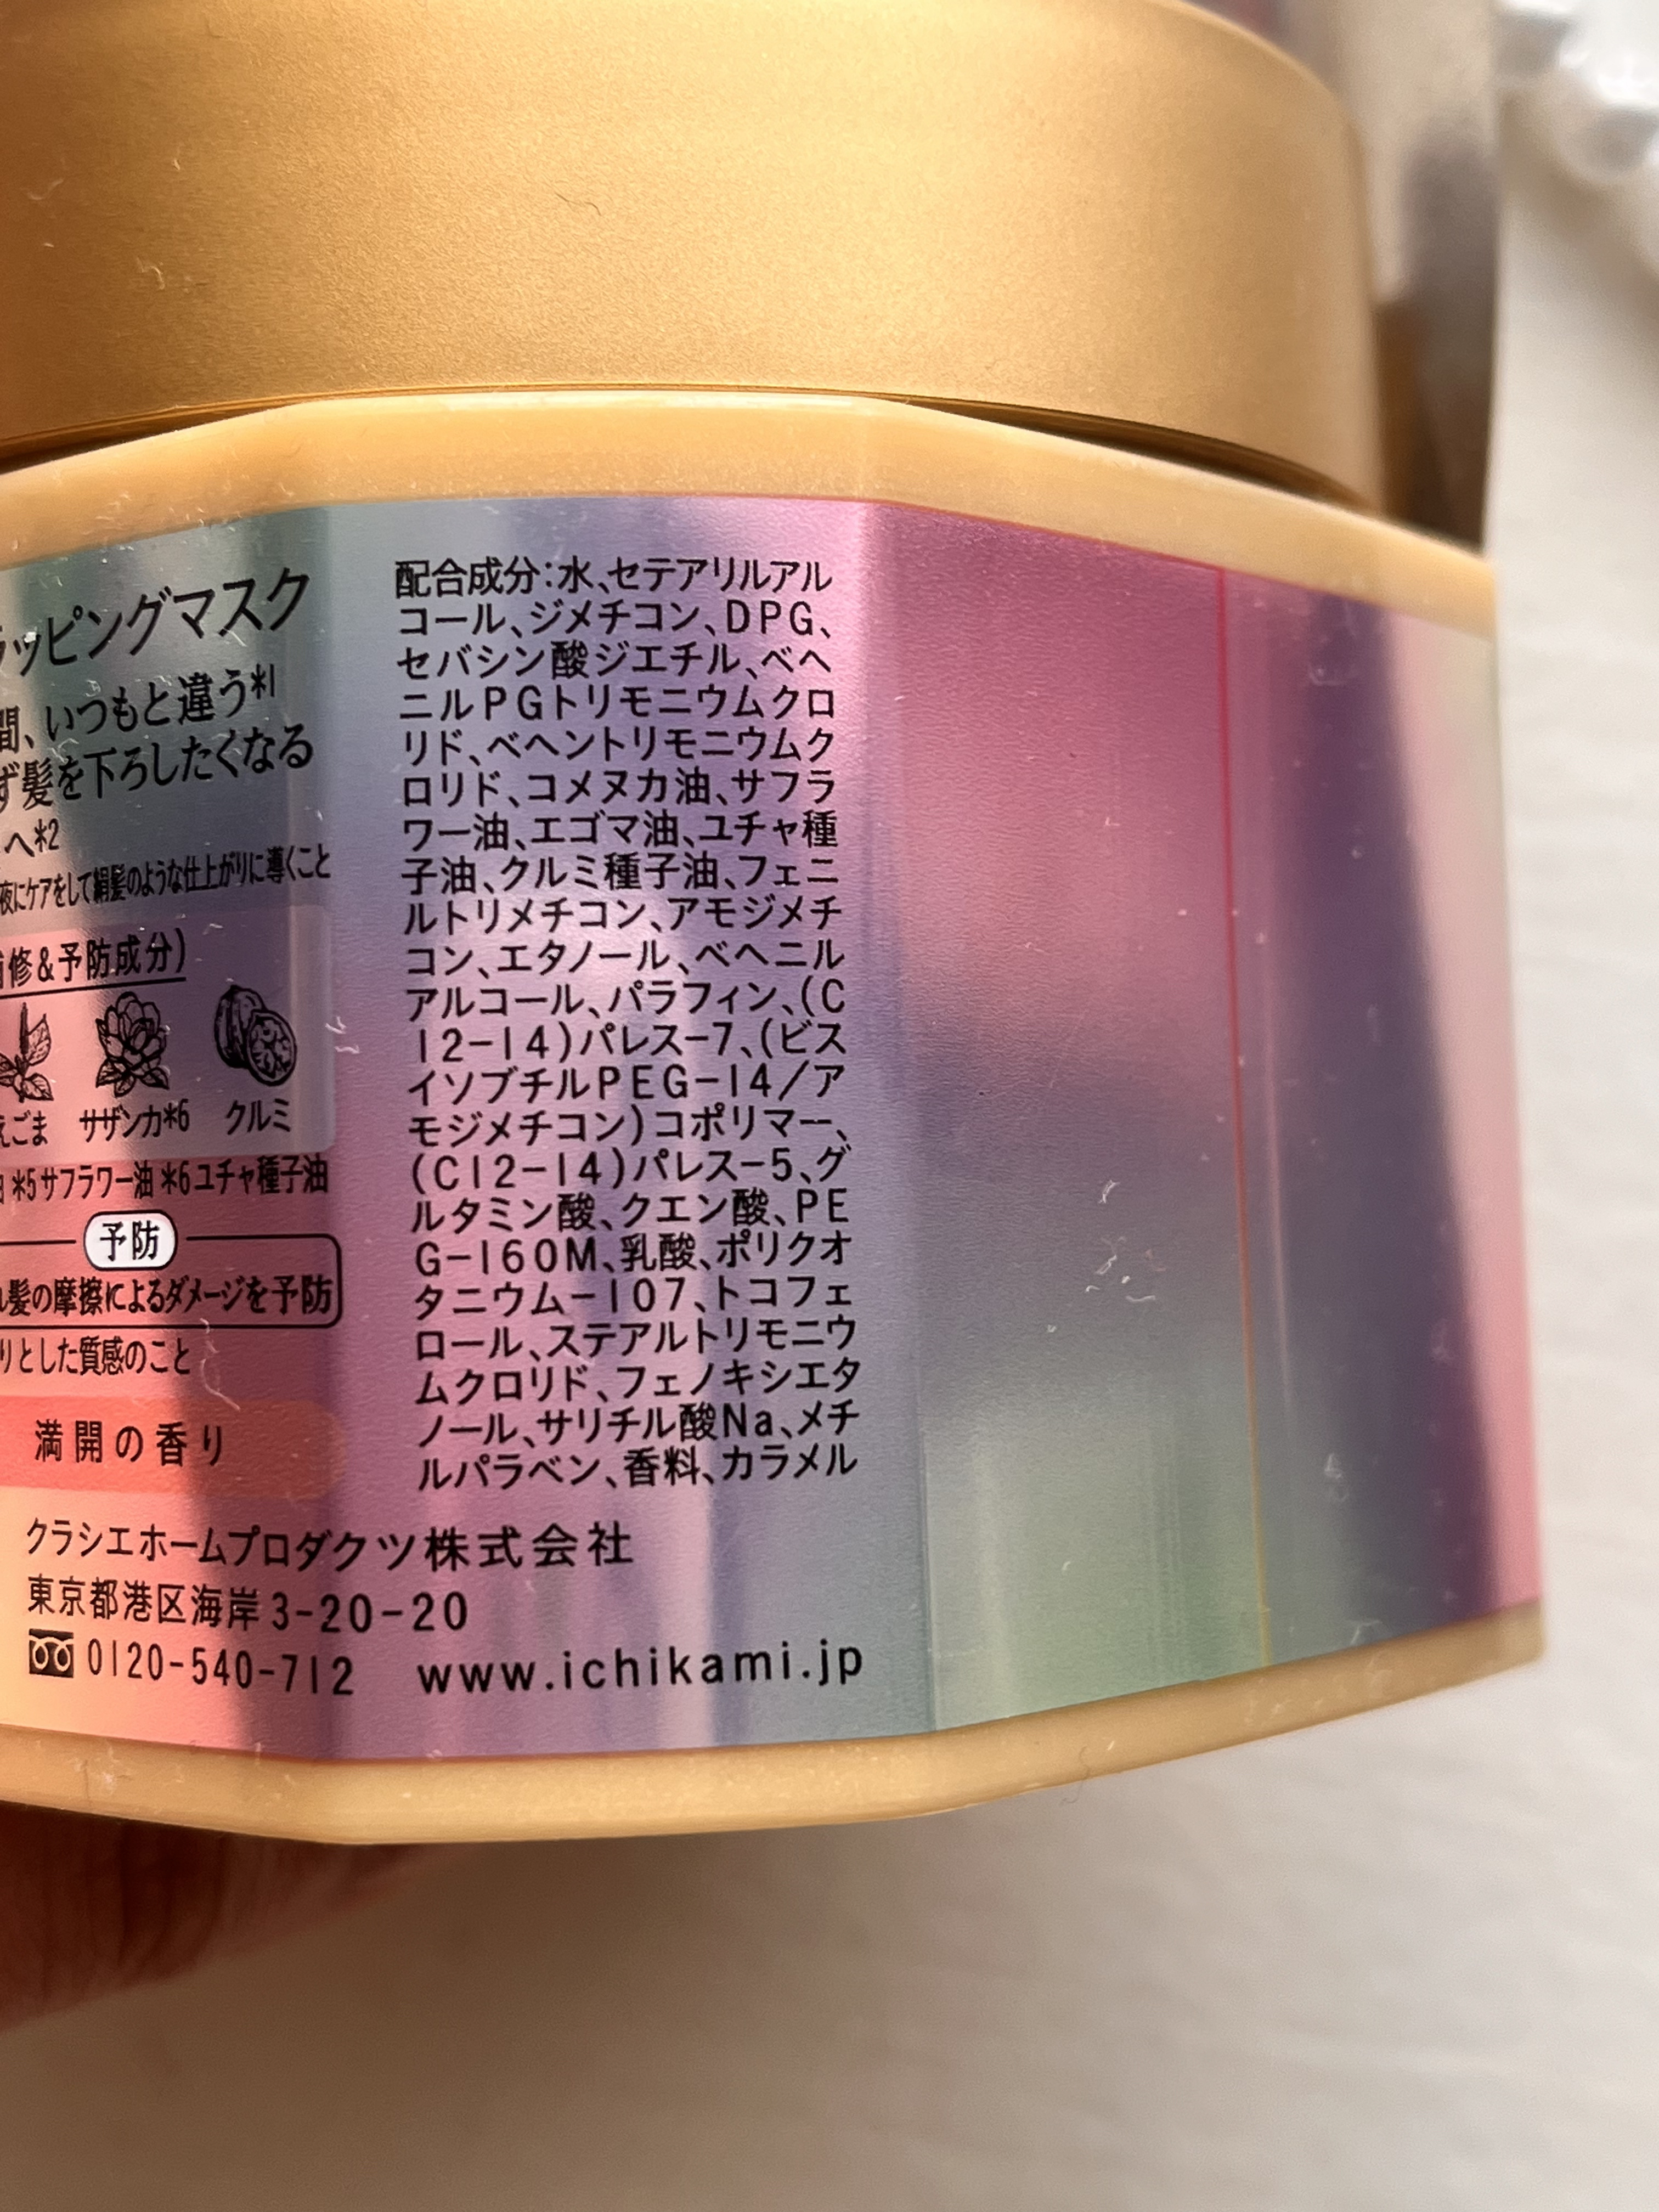 ラッピングマスク
間、いつもと違う*1
ず髪を下ろしたくなる
へ*2
夜にケアをして絹髪のような仕上がりに導くこと
補修&予防成分)
えごま サザンカ*6 クルミ
*5サフラワー油 *6ユチャ種子油
予防
髪の摩擦によるダメージを予防
りとした質感のこと
満開の香り
配合成分:水、セテアリルアル
コール、ジメチコン、DPG、
セバシン酸ジエチル、ベヘ
ニルPGトリモニウムクロ
リド、ベヘントリモニウムク
ロリド、コメヌカ油、サフラ
ワー油、エゴマ油、ユチャ種
子油、クルミ種子油、フェニ
ルトリメチコン、アモジメチ
コン、エタノール、ベヘニル
アルコール、パラフィン、(C
12-14)パレス-7、(ビス
イソブチルPEG-14/ア
モジメチコン)コポリマー、
(C12-14)パレス-5、グ
ルタミン酸、クエン酸、PE
G-160M、乳酸、ポリクオ
タニウム-107、トコフェ
ロール、ステアルトリモニウ
ムクロリド、フェノキシエタ
ノール、サリチル酸Na、メチ
ルパラベン、香料、カラメル
クラシエホームプロダクツ株式会社
東京都港区海岸3-20-20
0120-540-712 www.ichikami.jp